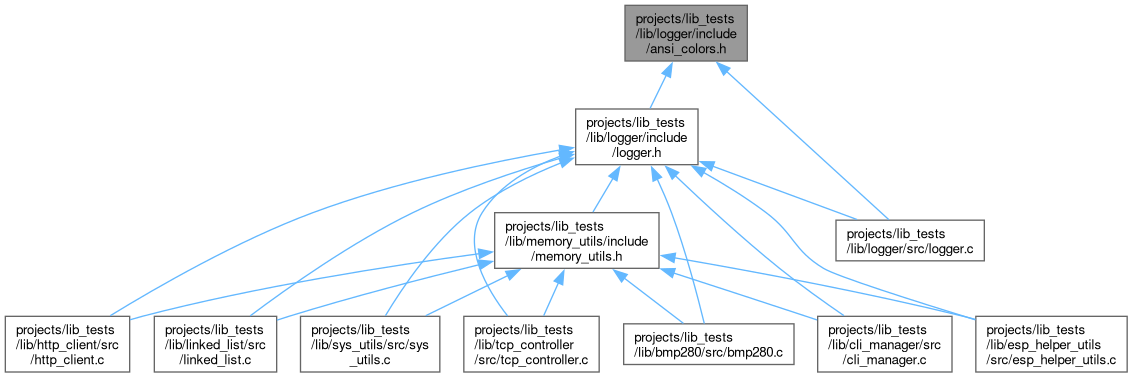 projects/lib_tests
/lib/logger/include
/ansi_colors.h
projects/lib_tests
/lib/logger/include
/logger.h
projects/lib_tests
/lib/memory_utils/include
/memory_utils.h
projects/lib_tests
/lib/logger/src/logger.c
projects/lib_tests
/lib/http_client/src
/http_client.c
projects/lib_tests
/lib/linked_list/src
/linked_list.c
projects/lib_tests
/lib/sys_utils/src/sys
_utils.c
projects/lib_tests
/lib/tcp_controller
/src/tcp_controller.c
projects/lib_tests
/lib/bmp280/src/bmp280.c
projects/lib_tests
/lib/cli_manager/src
/cli_manager.c
projects/lib_tests
/lib/esp_helper_utils
/src/esp_helper_utils.c